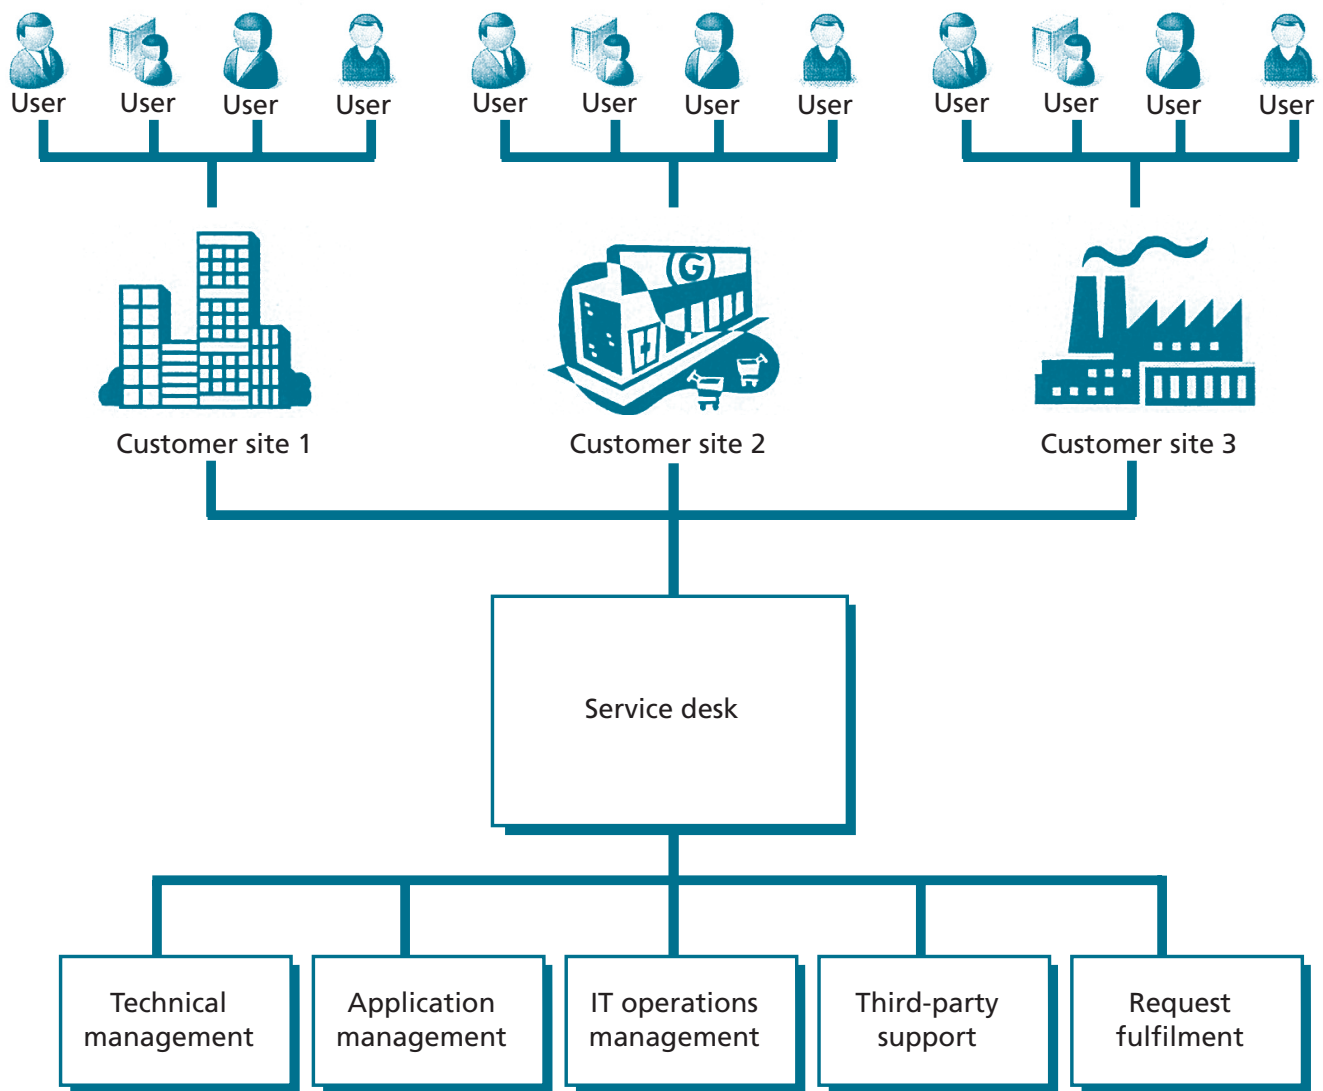 User User User User User User User User User User User User
G
Customer site 1 Customer site 2 Customer site 3
Service desk
Technical
management
Application
management
IT operations
management
Third-party
support
Request
fulfilment